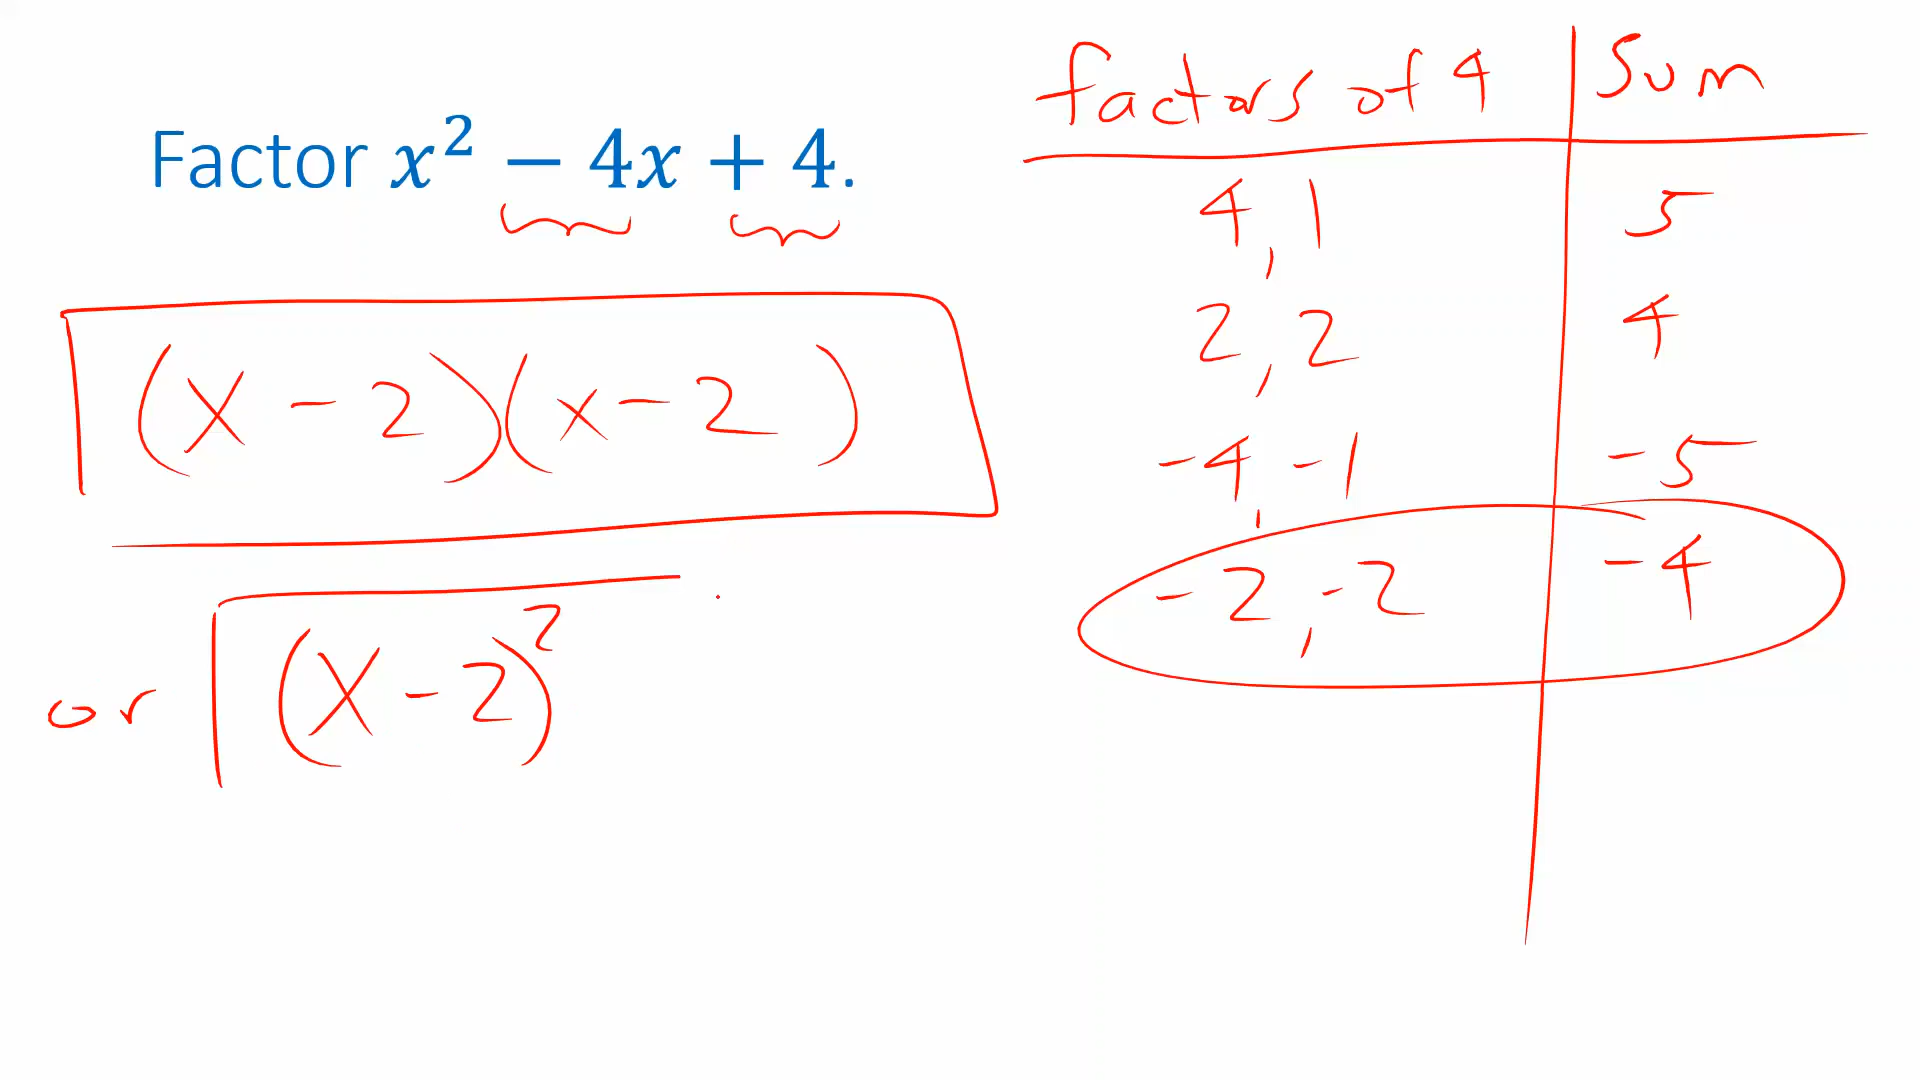 Factor x² − 4x + 4.
(x - 2)(x - 2)
or (x - 2)²
factors of 4 | Sum
4, 1 | 5
2, 2 | 4
-4, -1 | -5
-2, -2 | -4